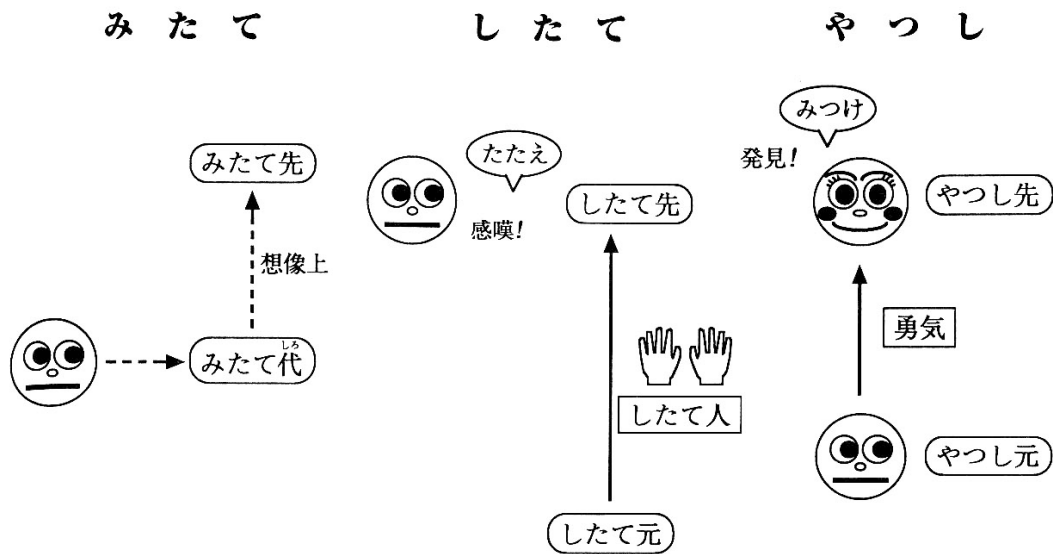 みたて
みたて先
想像上
みたて代
しろ
したて
たたえ
感嘆!
したて先
したて人
したて元
やつし
みつけ
発見!
やつし先
勇気
やつし元